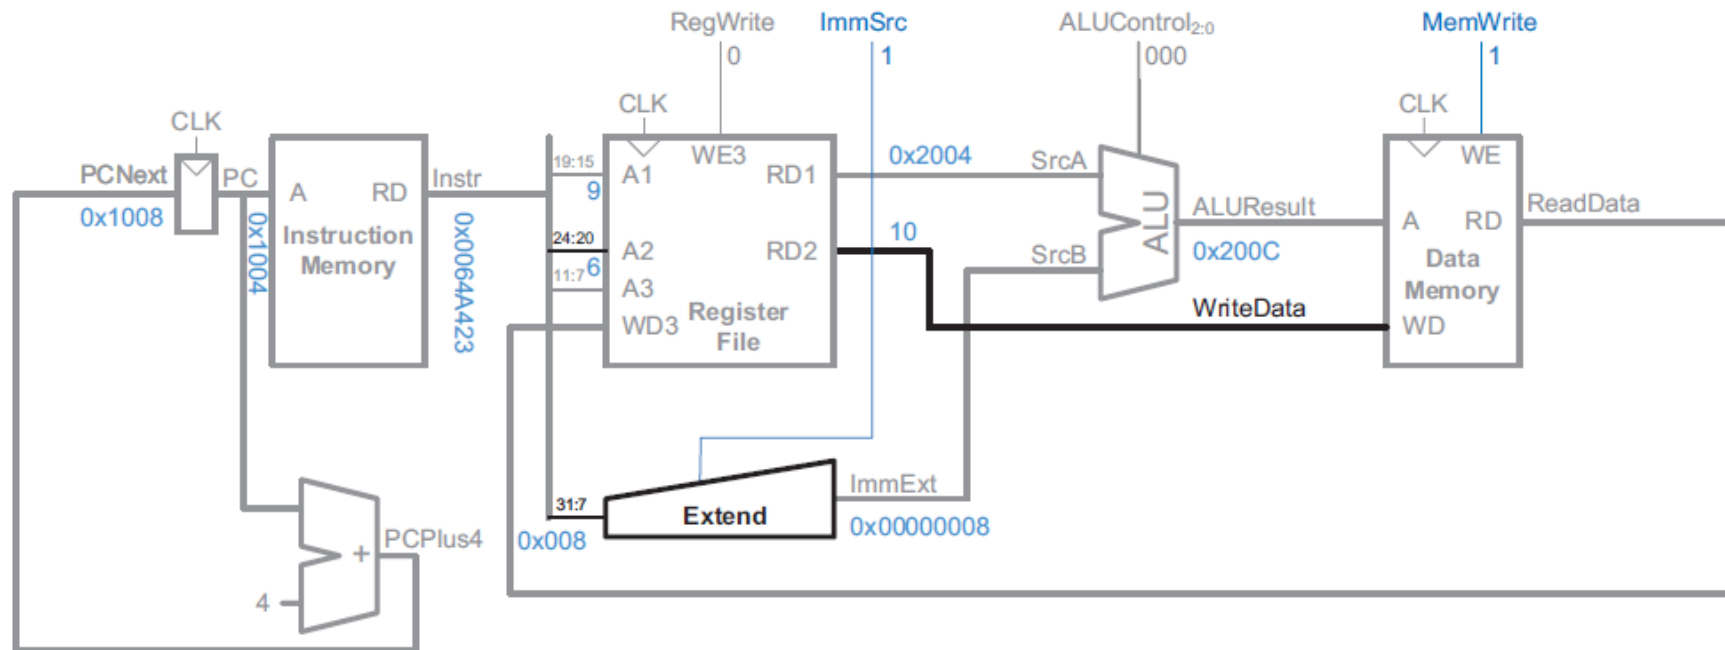 RegWrite
0
ImmSrc
1
ALUControl2:0
000
MemWrite
1
CLK
PCNext
0x1008
PC
0x1004
A
RD
Instruction
Memory
Instr
0x0064A423
19:15
9
24:20
6
11:7
CLK
WE3
A1
RD1
A2
RD2
A3
WD3
Register
File
0x2004
10
SrcA
SrcB
ALU
ALUResult
0x200C
WriteData
CLK
WE
A
RD
Data
Memory
WD
ReadData
31:7
0x008
Extend
ImmExt
0x00000008
PCPlus4
+
4